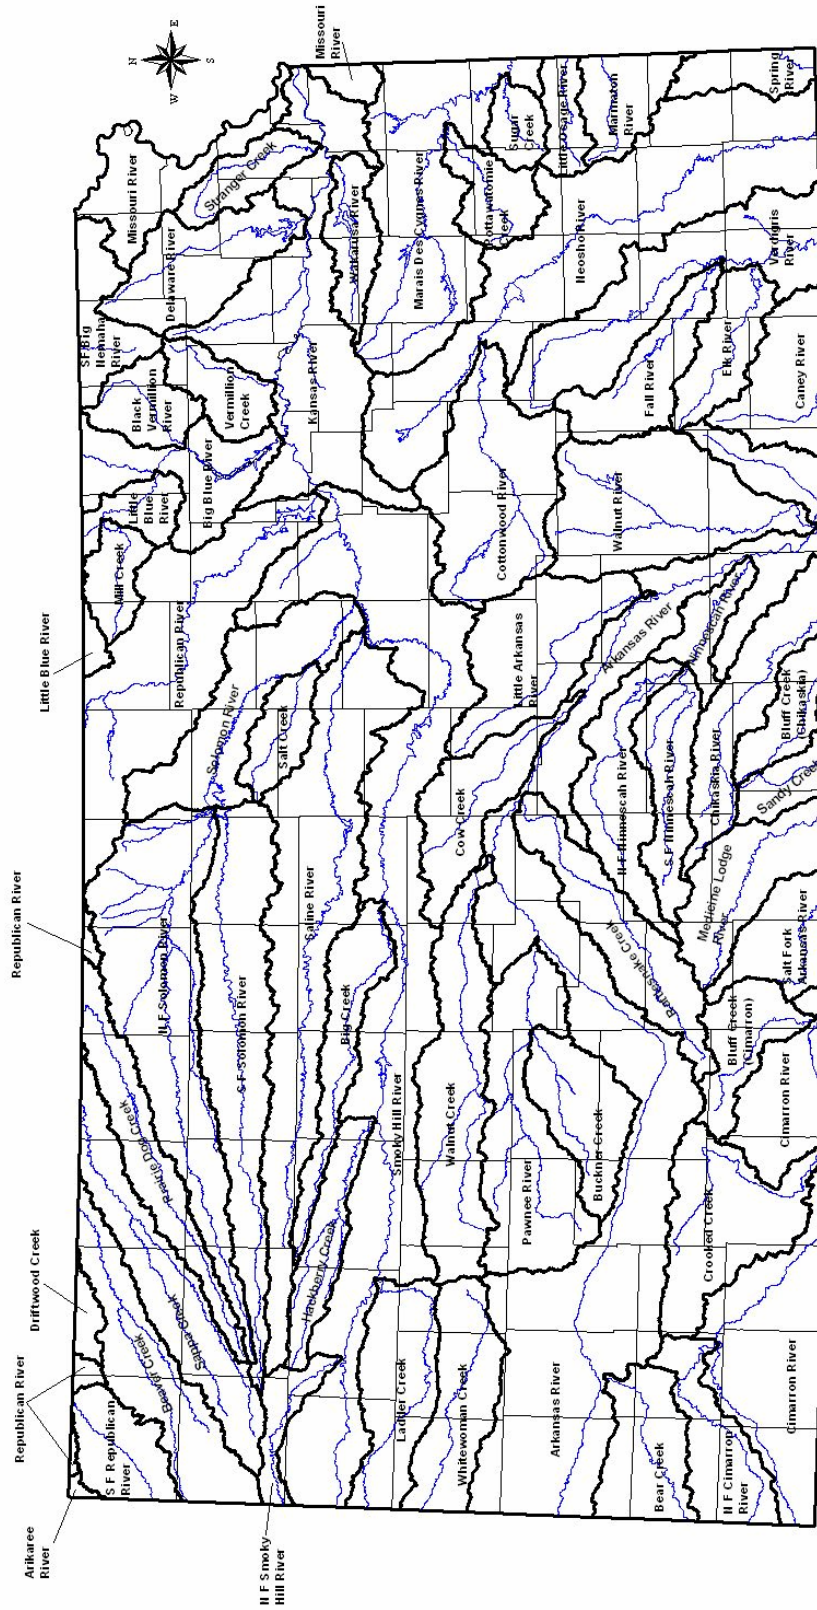 Arikaree
River
Republican River
Driftwood Creek
Republican River
Little Blue River
Missouri
River
N
E
S
W
S F Republican
River
Beaver Creek
Sappa Creek
Prairie Dog Creek
N F Solomon River
S F Solomon River
Solomon River
Republican River
Mill Creek
Little
Blue
River
Big Blue River
Black
Vermillion
River
Vermillion
Creek
SF/Big
Nemaha
River
Delaware River
Missouri River
Stranger Creek
N F Smoky
Hill River
Hackberry Creek
Big Creek
Saline River
Salt Creek
Kansas River
Wakarusa River
Ladder Creek
Smoky Hill River
Marais Des Cygnes River
Whitewoman Creek
Walnut Creek
Cow Creek
Cottonwood River
Pottawatomie
Creek
Sugar
Creek
Little Osage River
Marmaton
River
Arkansas River
Pawnee River
Buckner Creek
Rattlesnake Creek
Little Arkansas
River
Arkansas River
Walnut River
Neosho River
Bear Creek
Crooked Creek
N F Ninnescah River
S F Ninnescah River
Ninnescah River
Fall River
Elk River
N F Cimarron
River
Cimarron River
Cimarron River
Bluff Creek
(Cimarron)
Salt Fork
Arkansas River
Medicine Lodge
River
Chikaskia River
Sandy Creek
Bluff Creek
(Chikaskia)
Caney River
Verdigris
River
Spring
River